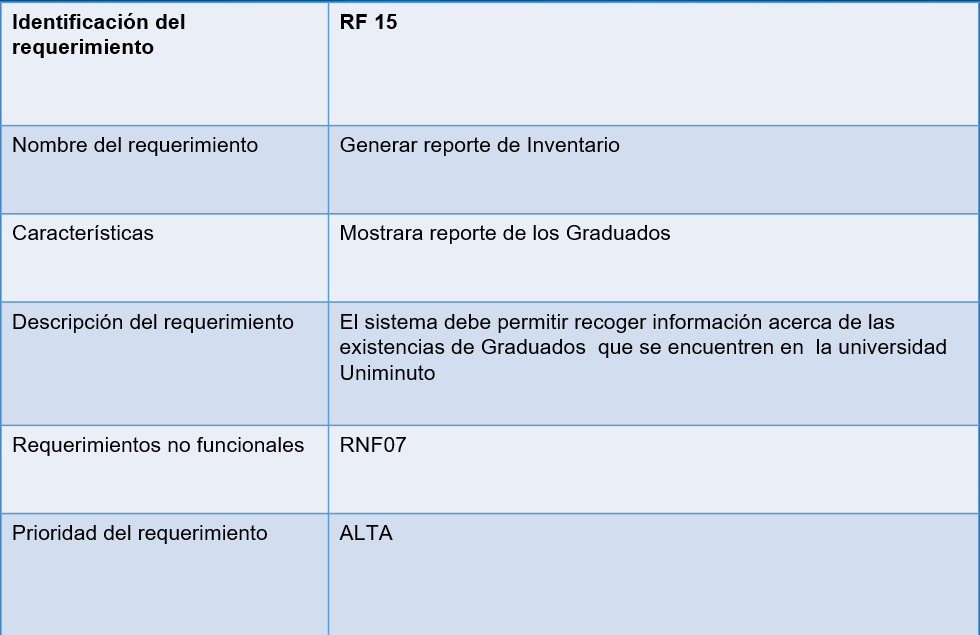 Identificación del
requerimiento
RF 15
Nombre del requerimiento
Generar reporte de Inventario
Características
Mostrara reporte de los Graduados
Descripción del requerimiento
El sistema debe permitir recoger información acerca de las
existencias de Graduados  que se encuentren en  la universidad
Uniminuto
Requerimientos no funcionales
RNF07
Prioridad del requerimiento
ALTA